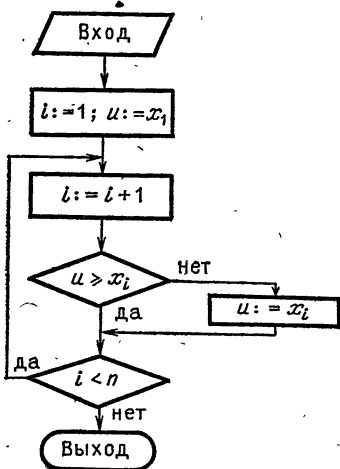 Вход
i:=1; u:=x₁
i:=i+1
u ⩾ xᵢ
нет
да
u:=xᵢ
да
i<n
нет
Выход